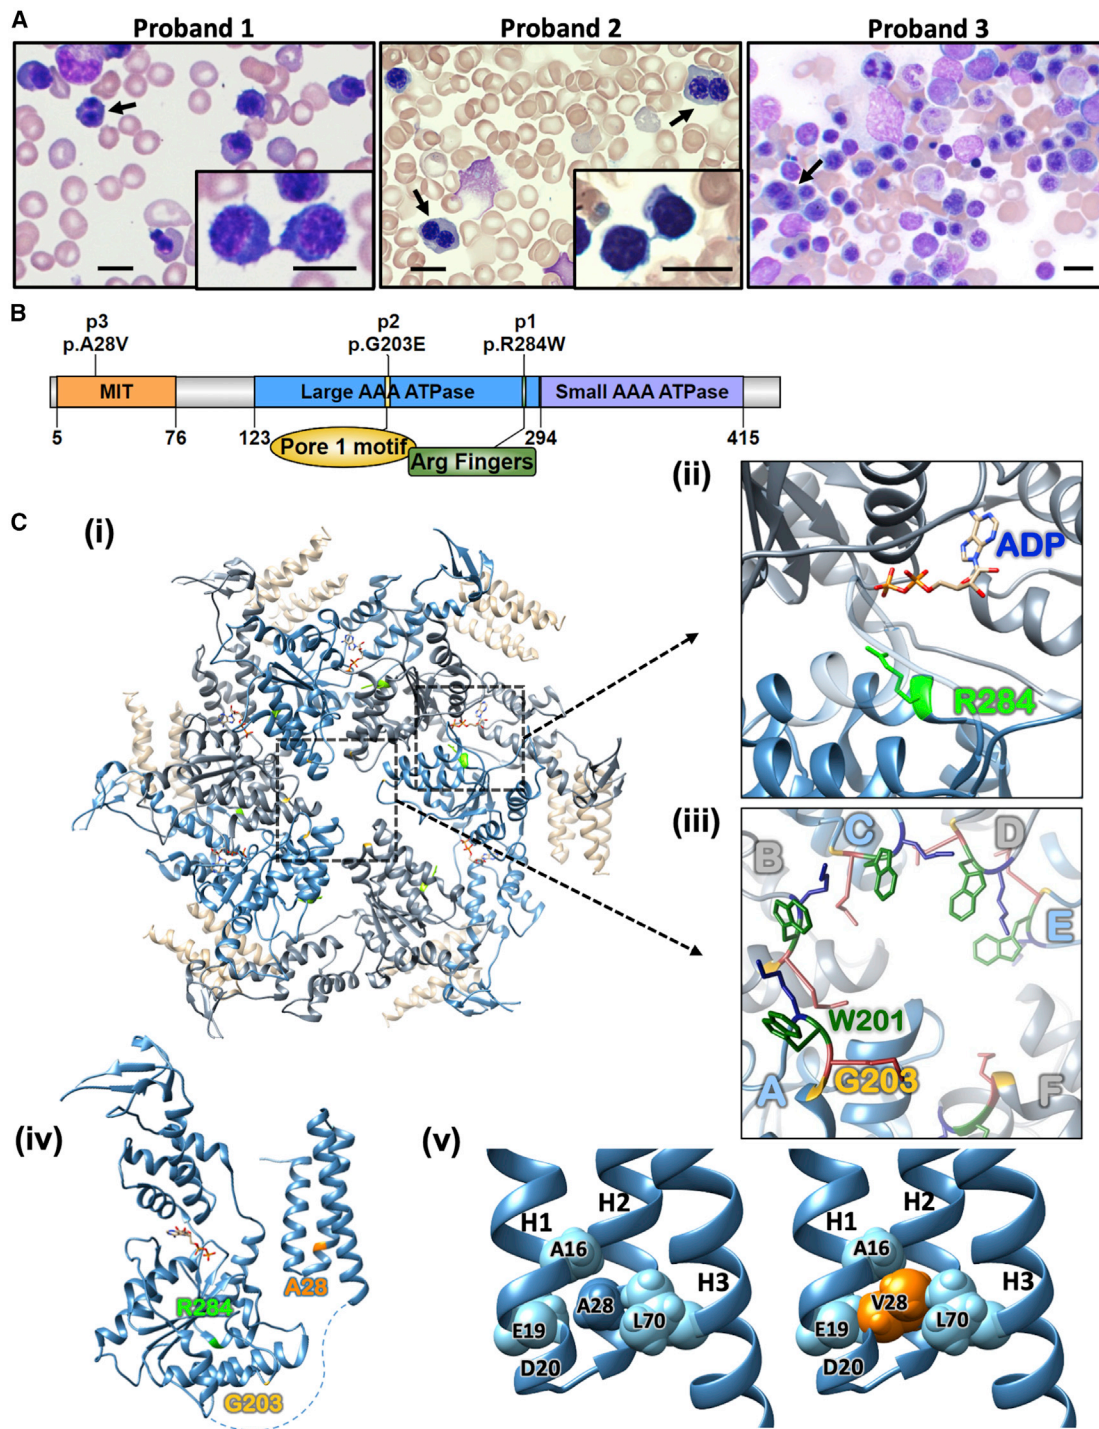 A
Proband 1 Proband 2 Proband 3
B
p3 p2 p1
p.A28V p.G203E p.R284W
MIT Large AAA ATPase Small AAA ATPase
5 76 123 294 415
Pore 1 motif
Arg Fingers
C
(i)
(ii)
ADP
R284
(iii)
B C D
E
W201
A G203 F
(iv)
A28
R284
G203
(v)
H1 H2 H3
A16
A28
E19 L70
D20
H1 H2 H3
A16
V28
E19 L70
D20